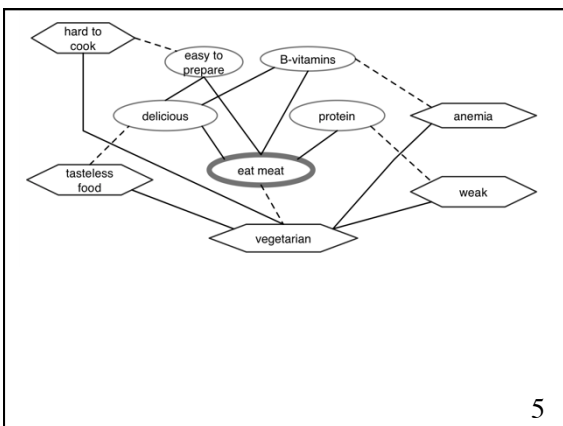 hard to
cook
easy to
prepare
B-vitamins
delicious
protein
anemia
eat meat
tasteless
food
weak
vegetarian
5